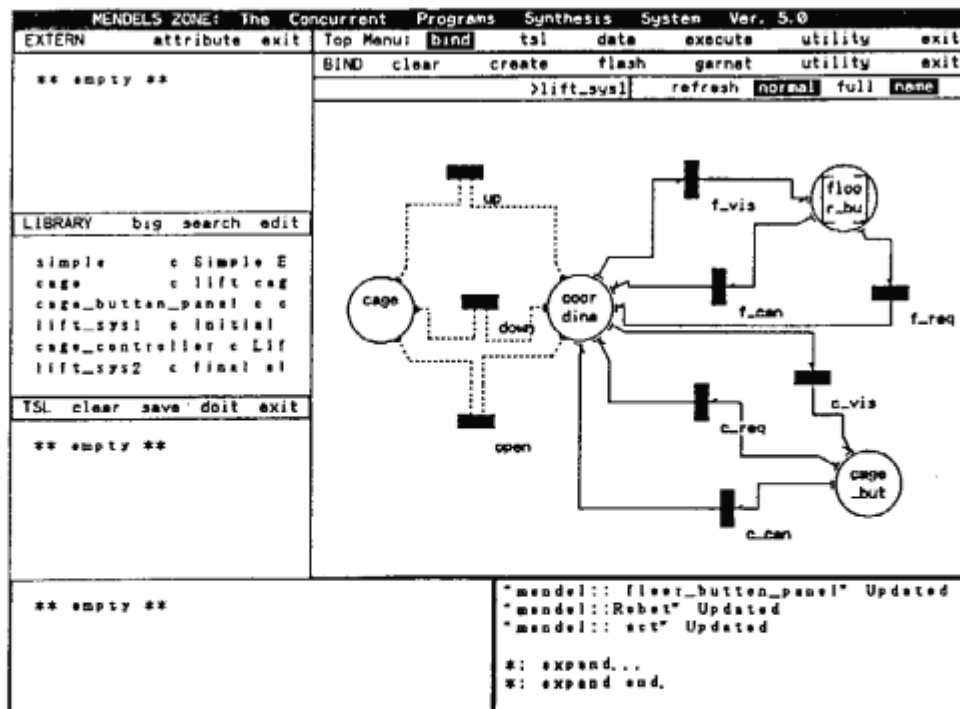 MENDELS ZONE: The Concurrent Programs Synthesis System Ver. 5.0
EXTERN attribute exit
** empty **
LIBRARY big search edit
simple c Simple E
cage c lift cag
cage_button_panel c c
lift_sys1 c Initial
cage_controller c Lif
lift_sys2 c final el
TSL clear save doit exit
** empty **
Top Menu: bind tsl data execute utility exit
BIND clear create flash garnet utility exit
>lift_sys1 refresh normal full name
up
f_vis
floo
r_bu
cage
coor
dina
down
f_can
f_req
c_vis
c_req
open
cage
_but
c_can
** empty **
"mendel:: floor_button_panel" Updated
"mendel::Robot" Updated
"mendel:: act" Updated
*: expand...
*: expand end.